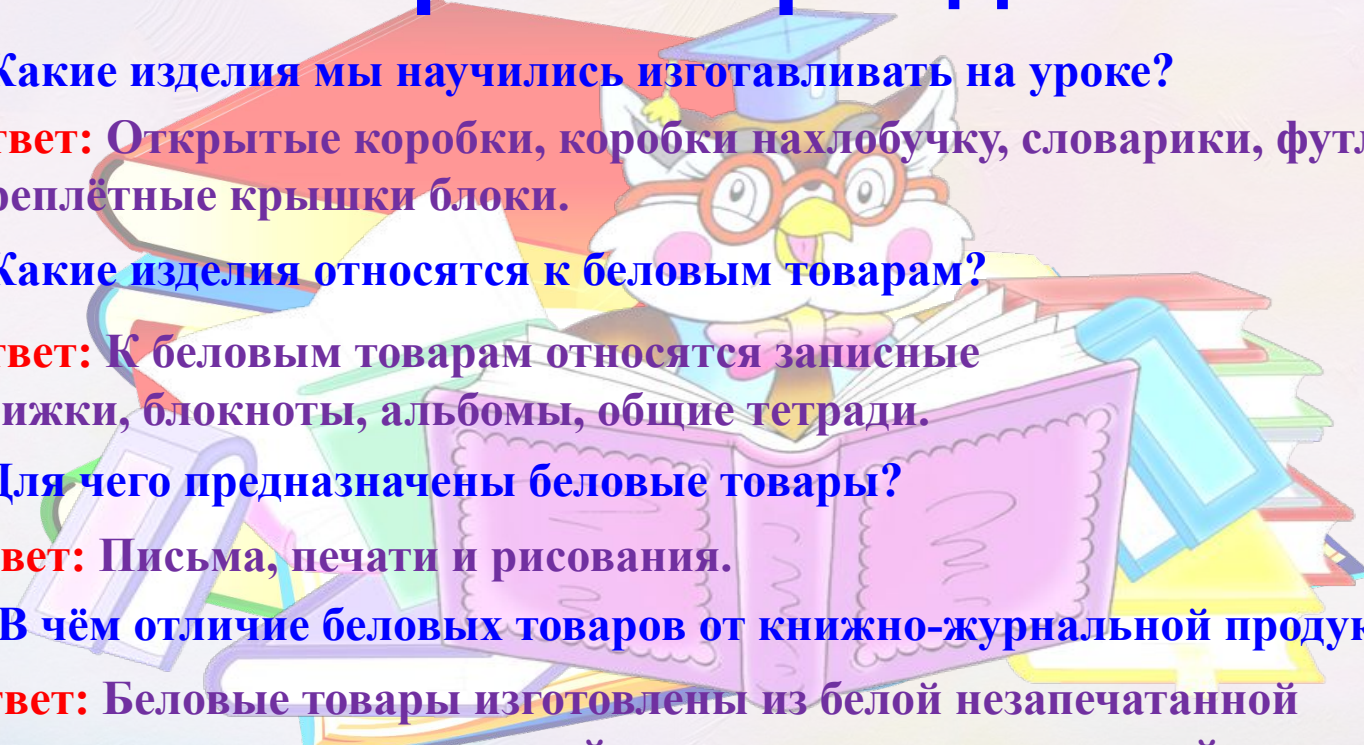 Какие изделия мы научились изготавливать на уроке?
твет: Открытые коробки, коробки нахлобучку, словарики, футл
реплётные крышки блоки.
Какие изделия относятся к беловым товарам?
твет: К беловым товарам относятся записные
ижки, блокноты, альбомы, общие тетради.
Для чего предназначены беловые товары?
вет: Письма, печати и рисования.
В чём отличие беловых товаров от книжно-журнальной продук
твет: Беловые товары изготовлены из белой незапечатанной